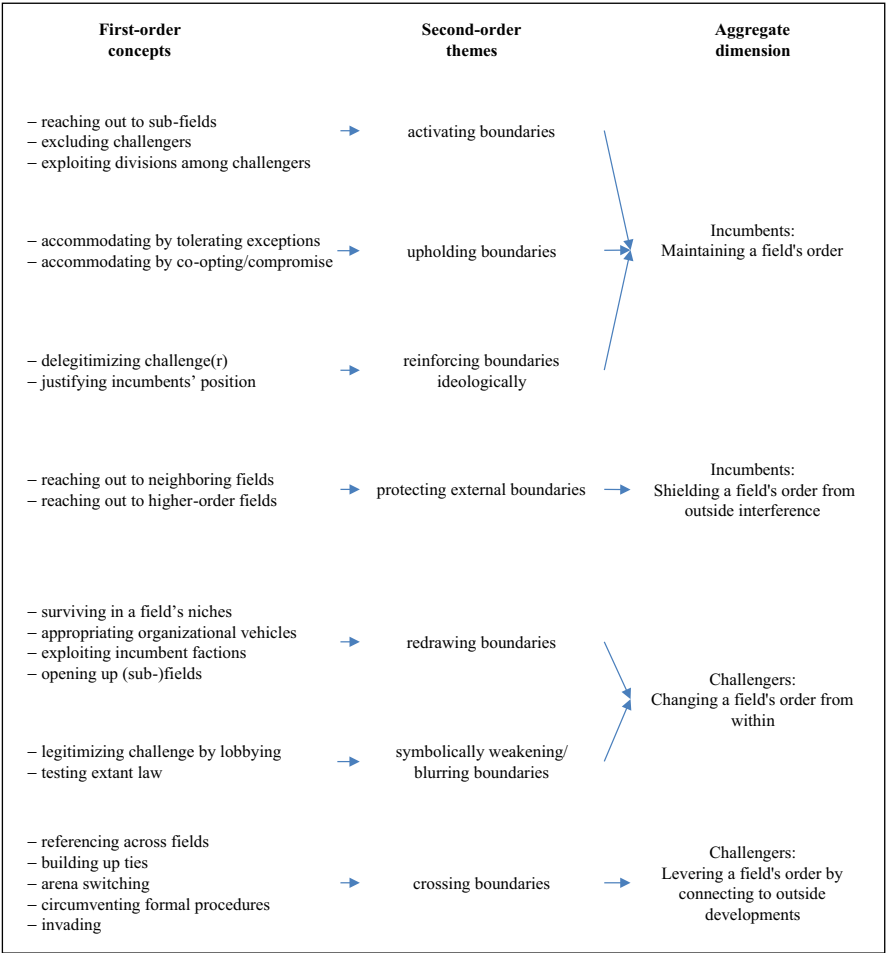 First-order
concepts
Second-order
themes
Aggregate
dimension
– reaching out to sub-fields
– excluding challengers
– exploiting divisions among challengers
activating boundaries
– accommodating by tolerating exceptions
– accommodating by co-opting/compromise
upholding boundaries
Incumbents:
Maintaining a field's order
– delegitimizing challenge(r)
– justifying incumbents’ position
reinforcing boundaries
ideologically
– reaching out to neighboring fields
– reaching out to higher-order fields
protecting external boundaries
Incumbents:
Shielding a field's order from
outside interference
– surviving in a field’s niches
– appropriating organizational vehicles
– exploiting incumbent factions
– opening up (sub-)fields
redrawing boundaries
Challengers:
Changing a field's order from
within
– legitimizing challenge by lobbying
– testing extant law
symbolically weakening/
blurring boundaries
– referencing across fields
– building up ties
– arena switching
– circumventing formal procedures
– invading
crossing boundaries
Challengers:
Levering a field's order by
connecting to outside
developments